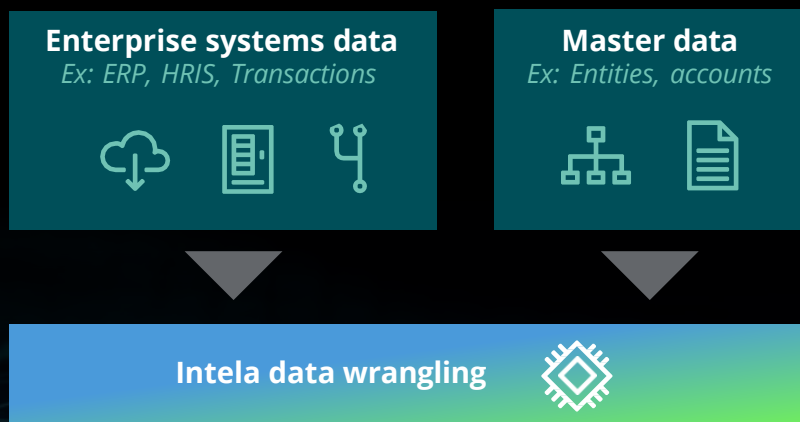 Enterprise systems data
Ex: ERP, HRIS, Transactions
Master data
Ex: Entities, accounts
Intela data wrangling